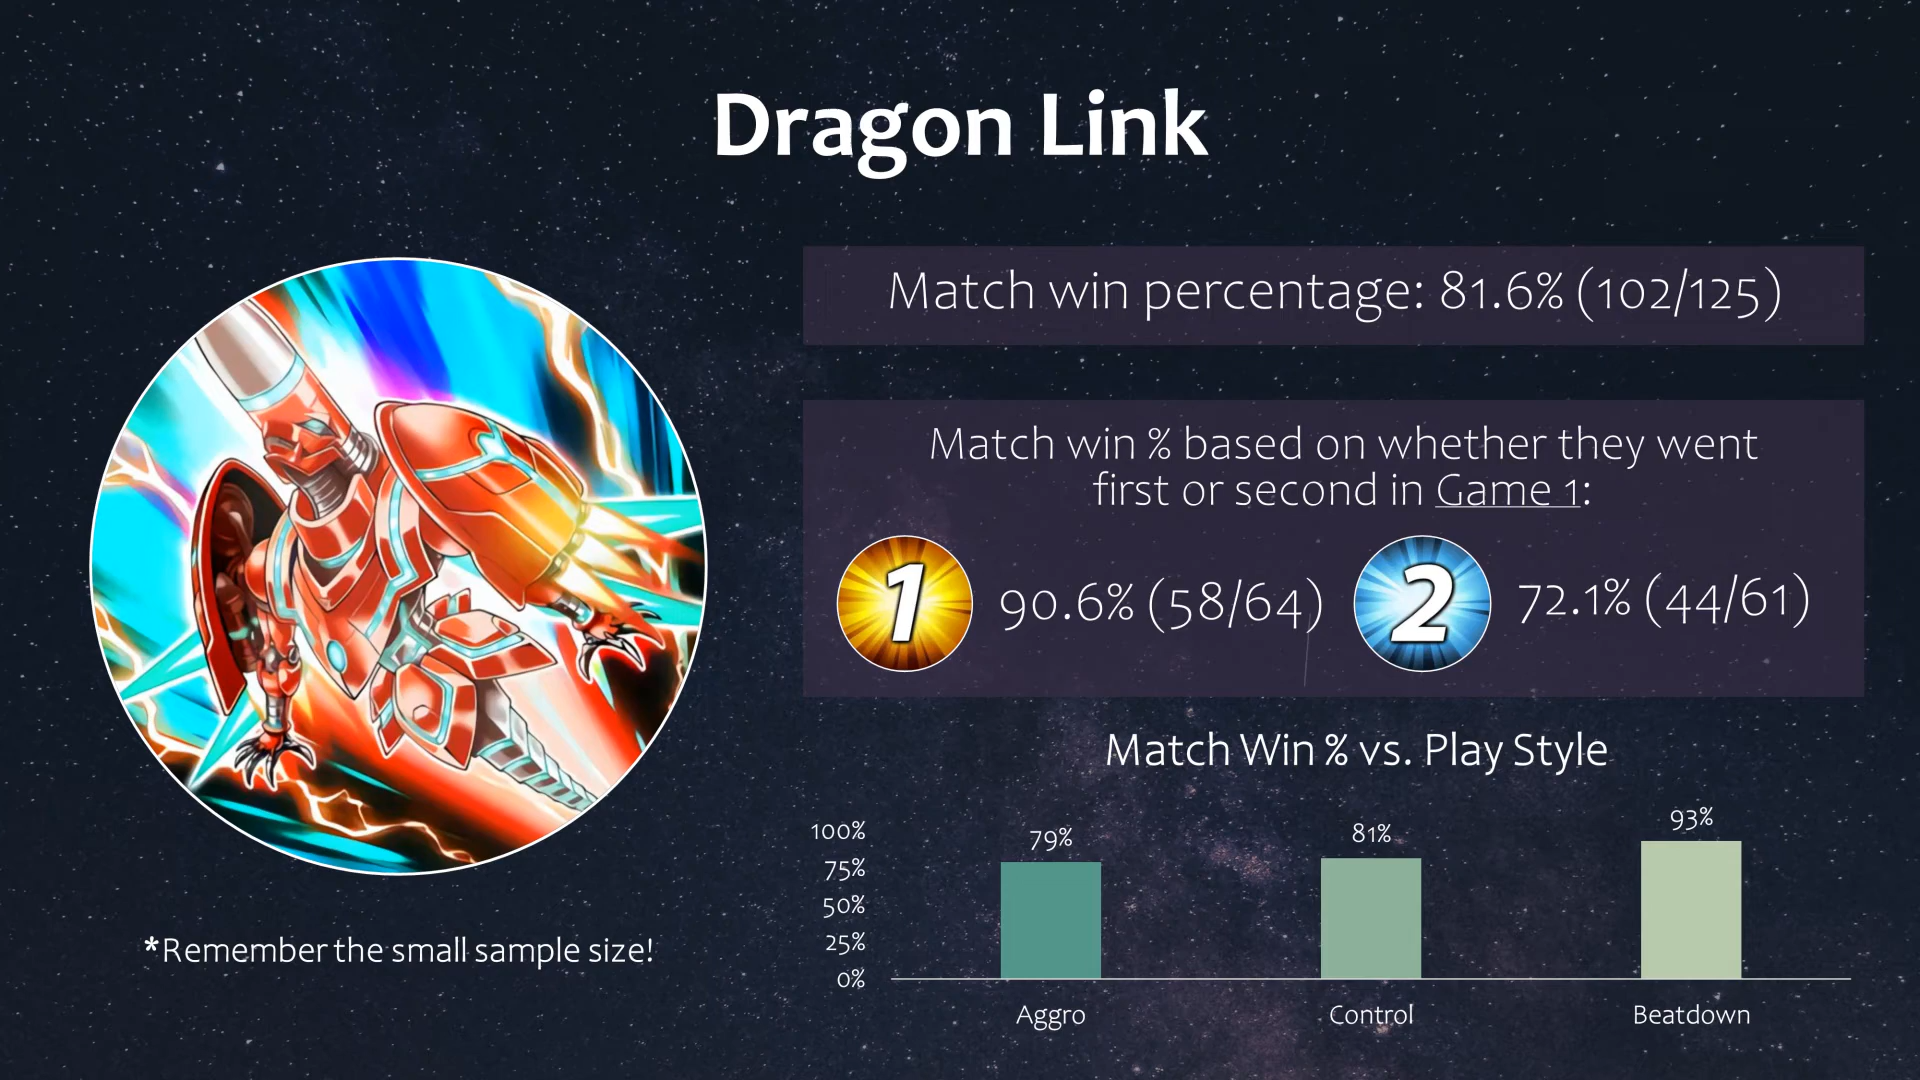 Dragon Link
Match win percentage: 81.6% (102/125)
Match win % based on whether they went
first or second in Game 1:
1 90.6% (58/64) 2 72.1% (44/61)
Match Win % vs. Play Style
100%
75%
50%
25%
0%
79%
81%
93%
Aggro
Control
Beatdown
*Remember the small sample size!